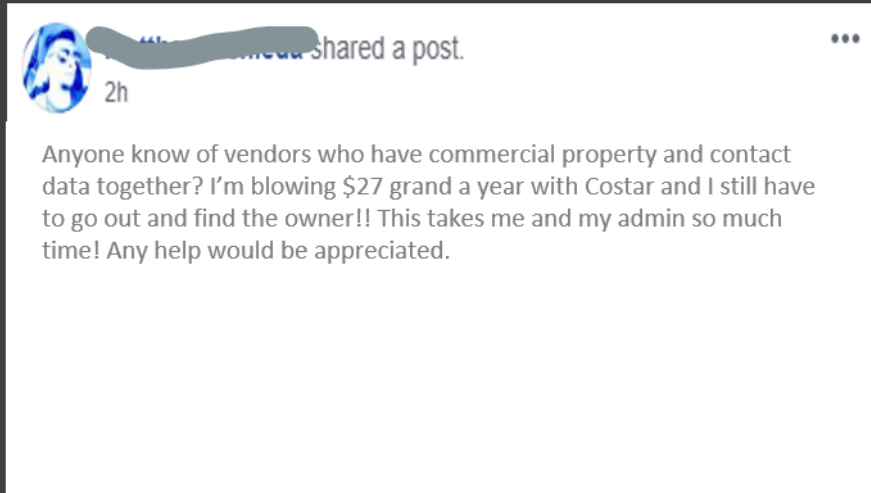 shared a post.
2h
Anyone know of vendors who have commercial property and contact
data together? I'm blowing $27 grand a year with Costar and I still have
to go out and find the owner!! This takes me and my admin so much
time! Any help would be appreciated.